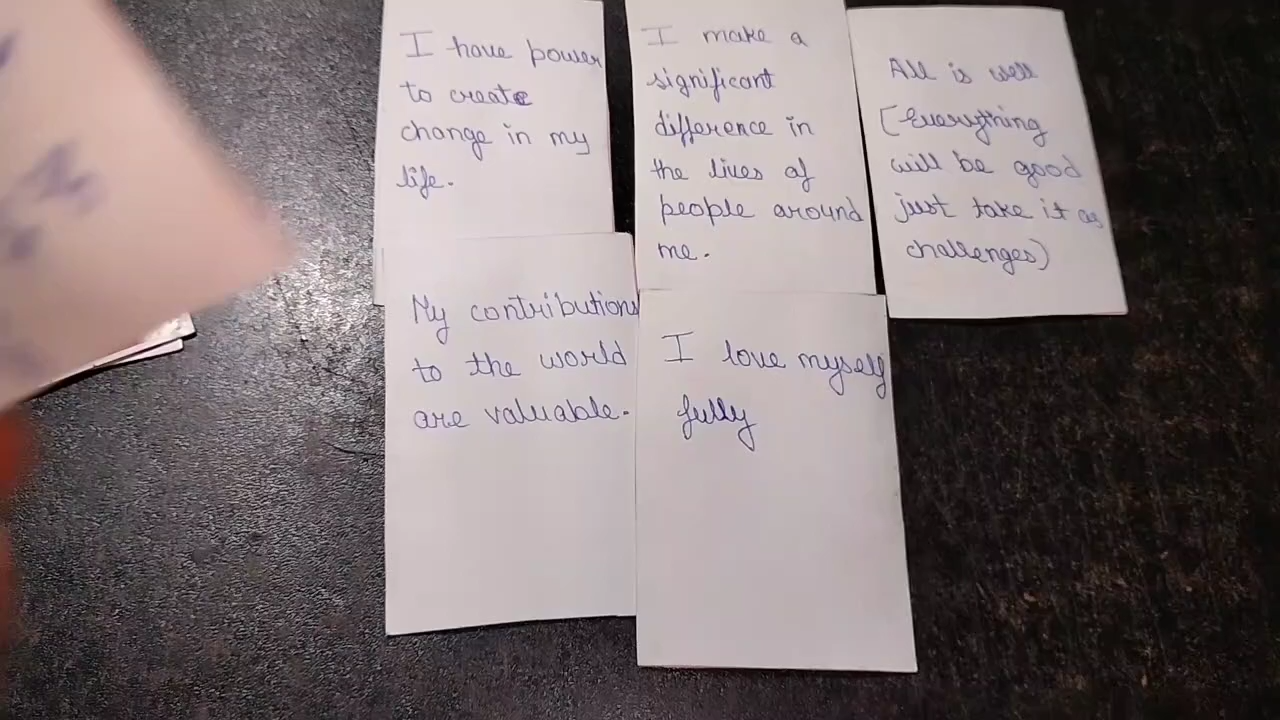 I have power
to create
change in my
life.
I make a
significant
difference in
the lives of
people around
me.
All is well
[Everything
will be good
just take it as
challenges)
My contributions
to the world
are valuable.
I love myself
fully